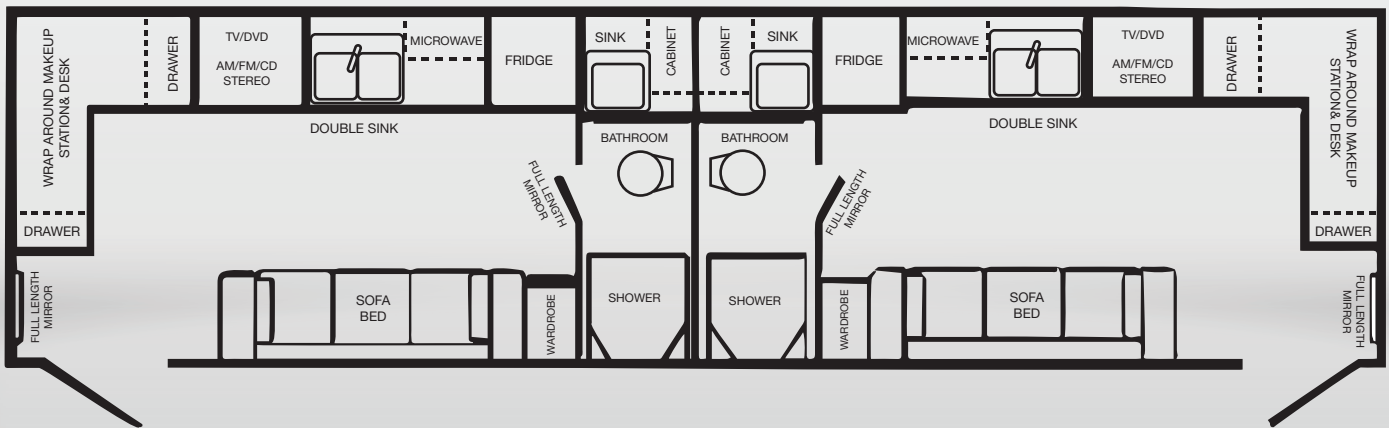 WRAP AROUND MAKEUP
STATION& DESK
DRAWER
TV/DVD
AM/FM/CD
STEREO
MICROWAVE
FRIDGE
SINK
CABINET
CABINET
SINK
FRIDGE
MICROWAVE
TV/DVD
AM/FM/CD
STEREO
DRAWER
WRAP AROUND MAKEUP
STATION& DESK
DOUBLE SINK
BATHROOM
BATHROOM
DOUBLE SINK
FULL LENGTH
MIRROR
FULL LENGTH
MIRROR
DRAWER
DRAWER
FULL LENGTH
MIRROR
SOFA
BED
WARDROBE
SHOWER
SHOWER
WARDROBE
SOFA
BED
FULL LENGTH
MIRROR